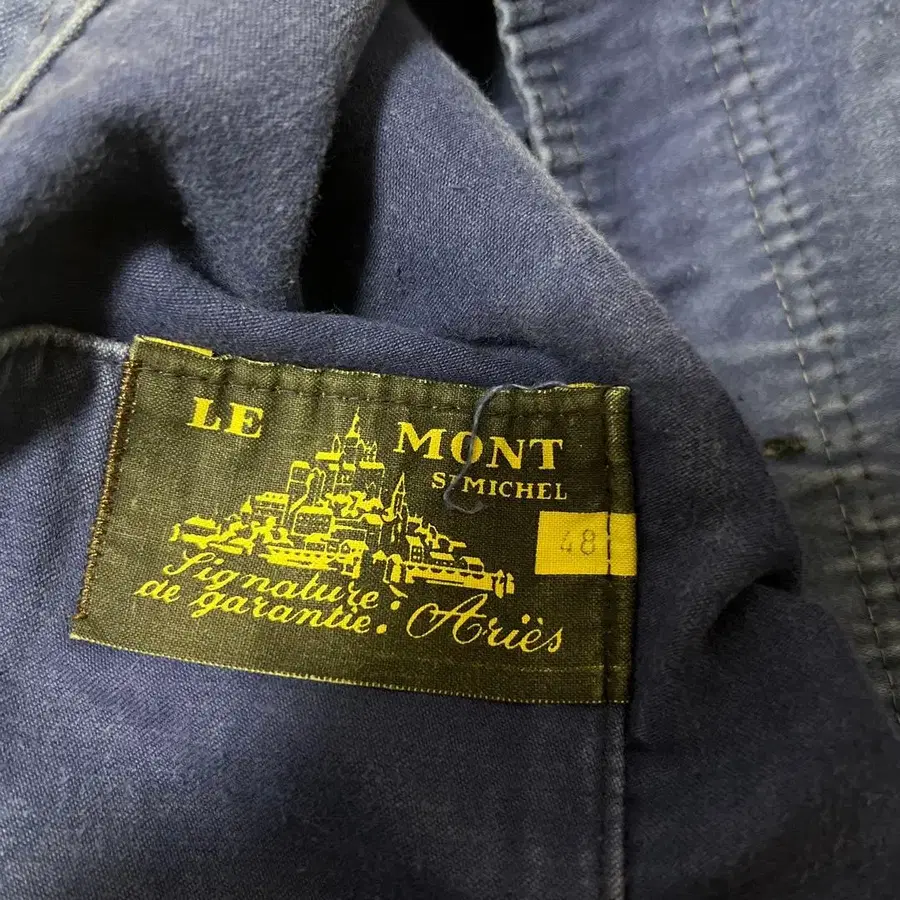 LE MONT
ST MICHEL
48
Signature:
de garantie: Ariès